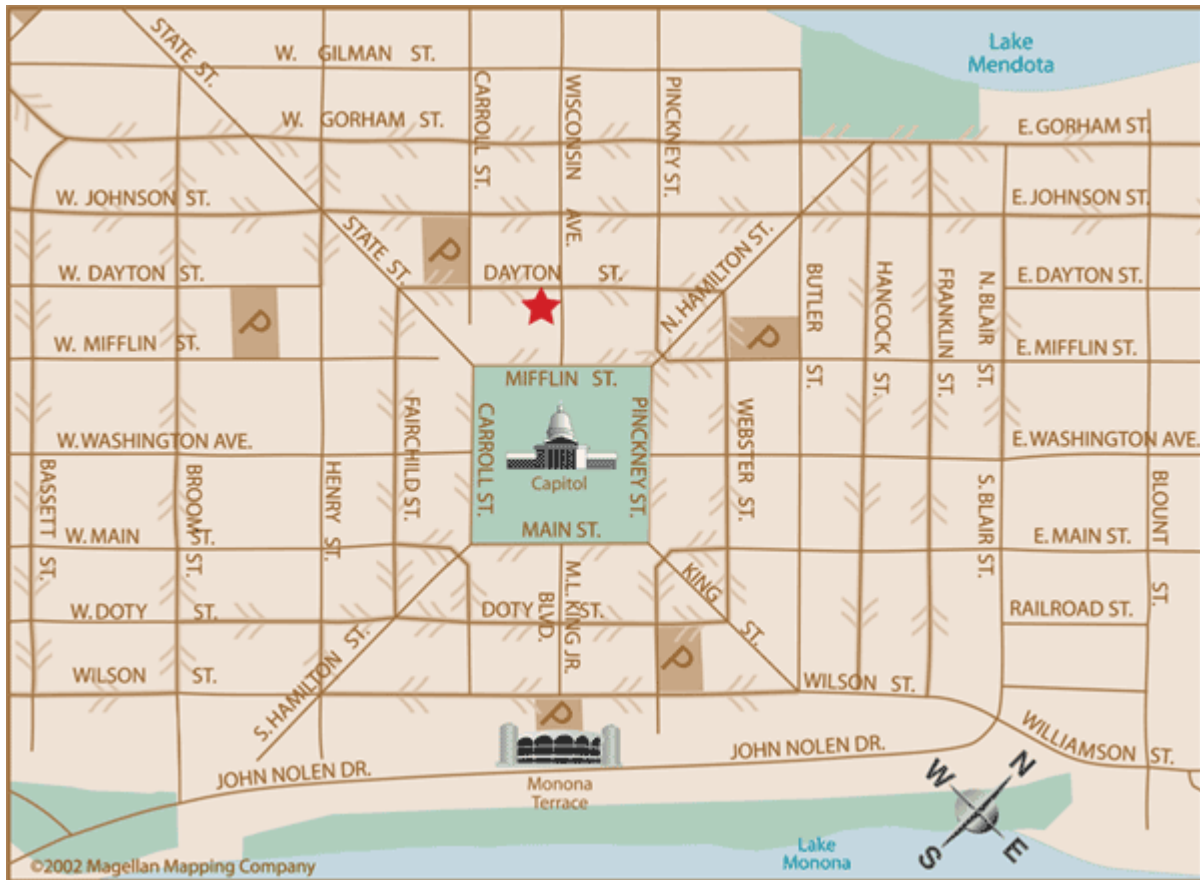 STATE ST.
W. GILMAN ST.
Lake
Mendota
CARROLL ST.
WISCONSIN AVE.
PINCKNEY ST.
W. GORHAM ST.
E. GORHAM ST.
W. JOHNSON ST.
E. JOHNSON ST.
STATE ST.
P
N. HAMILTON ST.
W. DAYTON ST.
DAYTON ST.
BUTLER ST.
HANCOCK ST.
FRANKLIN ST.
N. BLAIR ST.
E. DAYTON ST.
P
P
W. MIFFLIN ST.
E. MIFFLIN ST.
MIFFLIN ST.
FAIRCHILD ST.
CARROLL ST.
PINCKNEY ST.
WEBSTER ST.
W. WASHINGTON AVE.
E. WASHINGTON AVE.
Capitol
BASSETT ST.
BROOM ST.
HENRY ST.
S. BLAIR ST.
BLOUNT ST.
MAIN ST.
W. MAIN ST.
E. MAIN ST.
KING ST.
M.L. KING JR.
BLVD.
W. DOTY ST.
DOTY ST.
RAILROAD ST.
S. HAMILTON ST.
P
WILSON ST.
WILSON ST.
P
WILLIAMSON ST.
JOHN NOLEN DR.
JOHN NOLEN DR.
Monona
Terrace
W
N
S
E
Lake
Monona
©2002 Magellan Mapping Company